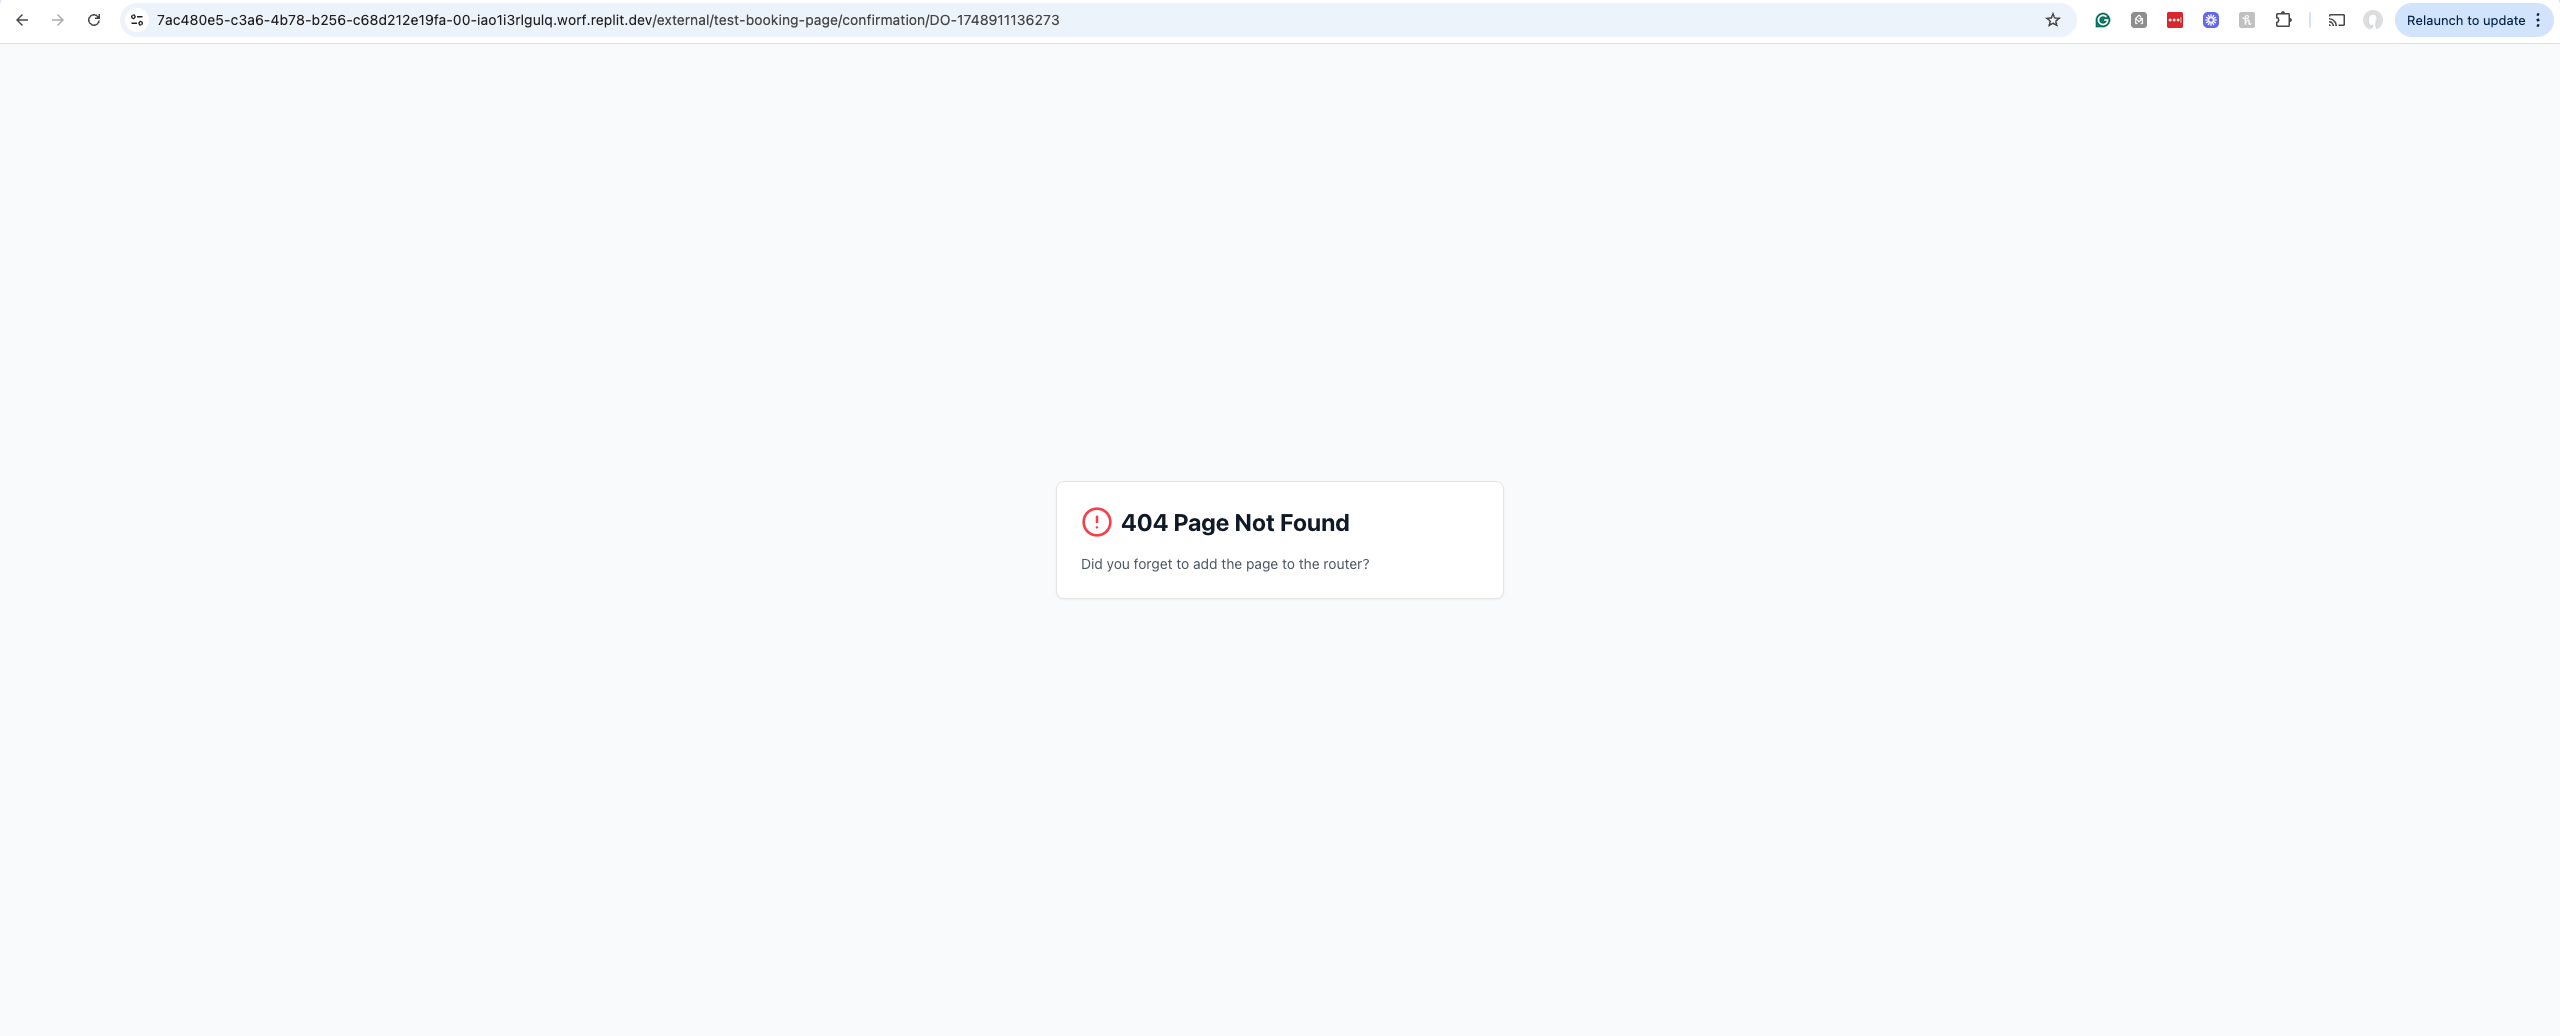 7ac480e5-c3a6-4b78-b256-c68d212e19fa-00-iao1i3rlgulq.worf.replit.dev/external/test-booking-page/confirmation/DO-1748911136273
Relaunch to update
404 Page Not Found
Did you forget to add the page to the router?